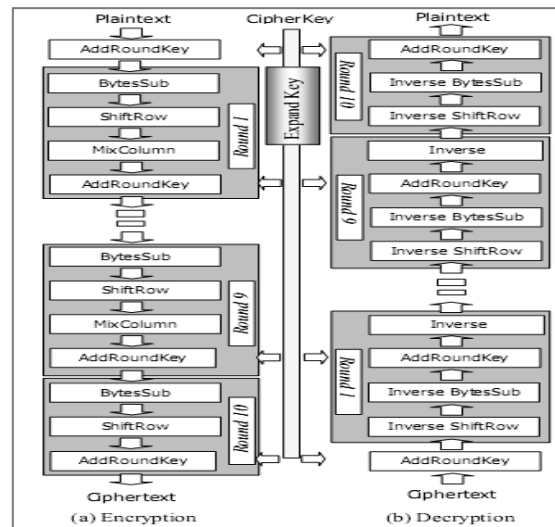 Plaintext
AddRoundKey
BytesSub
ShiftRow
MixColumn
AddRoundKey
Round 1
BytesSub
ShiftRow
MixColumn
AddRoundKey
Round 9
BytesSub
ShiftRow
AddRoundKey
Round 10
Ciphertext
(a) Encryption
CipherKey
Expand Key
Plaintext
AddRoundKey
Inverse BytesSub
Inverse ShiftRow
Round 10
Inverse
AddRoundKey
Inverse BytesSub
Inverse ShiftRow
Round 9
Inverse
AddRoundKey
Inverse BytesSub
Inverse ShiftRow
Round 1
AddRoundKey
Ciphertext
(b) Decryption